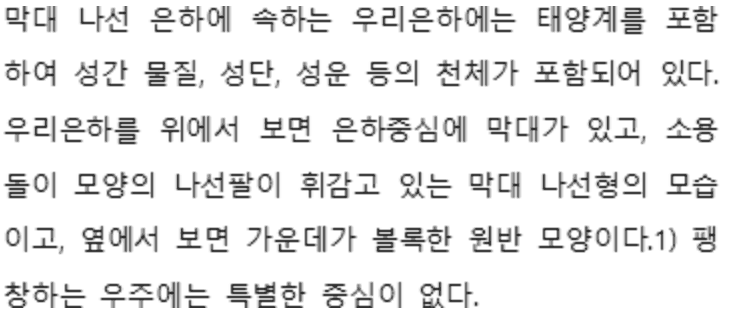 막대 나선 은하에 속하는 우리은하에는 태양계를 포함
하여 성간 물질, 성단, 성운 등의 천체가 포함되어 있다.
우리은하를 위에서 보면 은하중심에 막대가 있고, 소용
돌이 모양의 나선팔이 휘감고 있는 막대 나선형의 모습
이고, 옆에서 보면 가운데가 볼록한 원반 모양이다.1) 팽
창하는 우주에는 특별한 중심이 없다.